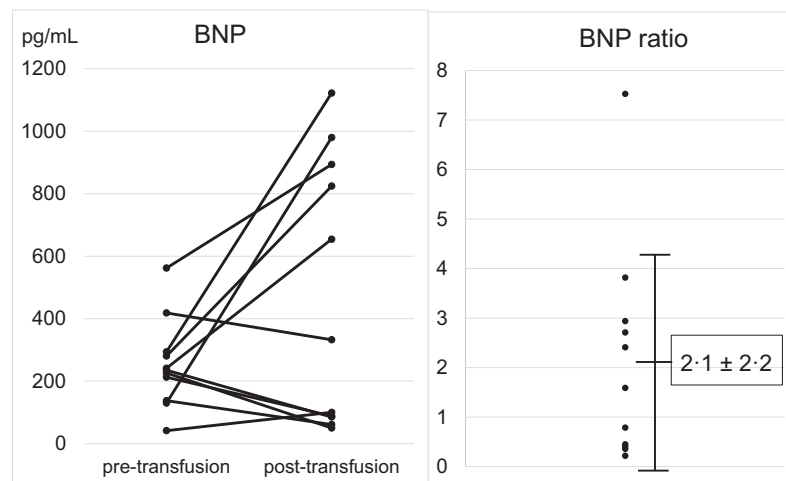 pg/mL
BNP
1200
1000
800
600
400
200
0
pre-transfusion
post-transfusion
BNP ratio
8
7
6
5
4
3
2
1
0
2·1 ± 2·2